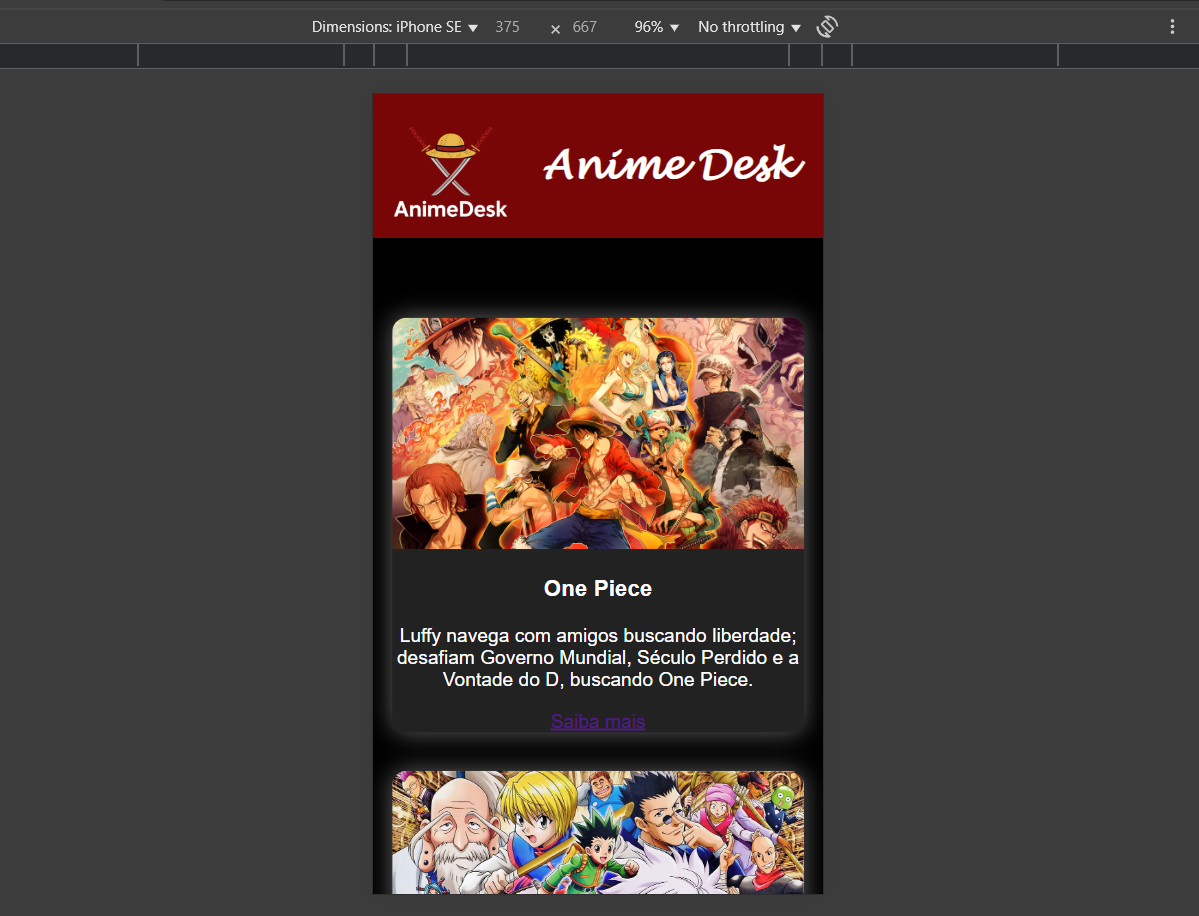 Dimensions: iPhone SE 375 × 667 96% No throttling
AnimeDesk
Anime Desk
One Piece
Luffy navega com amigos buscando liberdade;
desafiam Governo Mundial, Século Perdido e a
Vontade do D, buscando One Piece.
Saiba mais